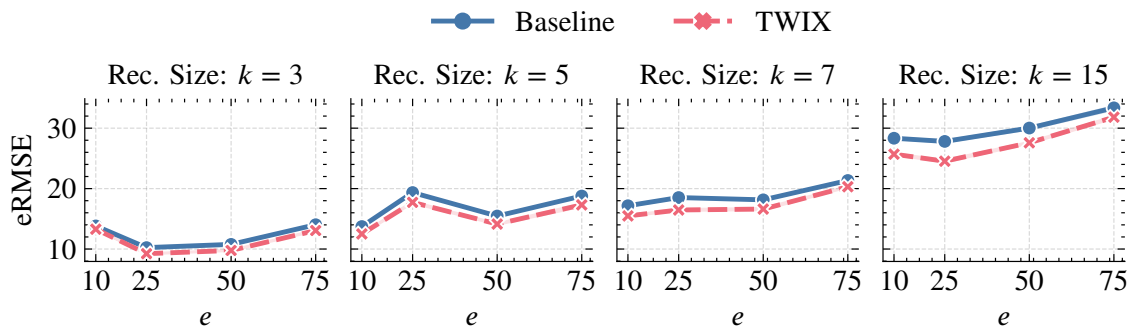 Baseline TWIX
Rec. Size: k = 3 Rec. Size: k = 5 Rec. Size: k = 7 Rec. Size: k = 15
eRMSE
30
20
10
10 25 50 75 10 25 50 75 10 25 50 75 10 25 50 75
e e e e